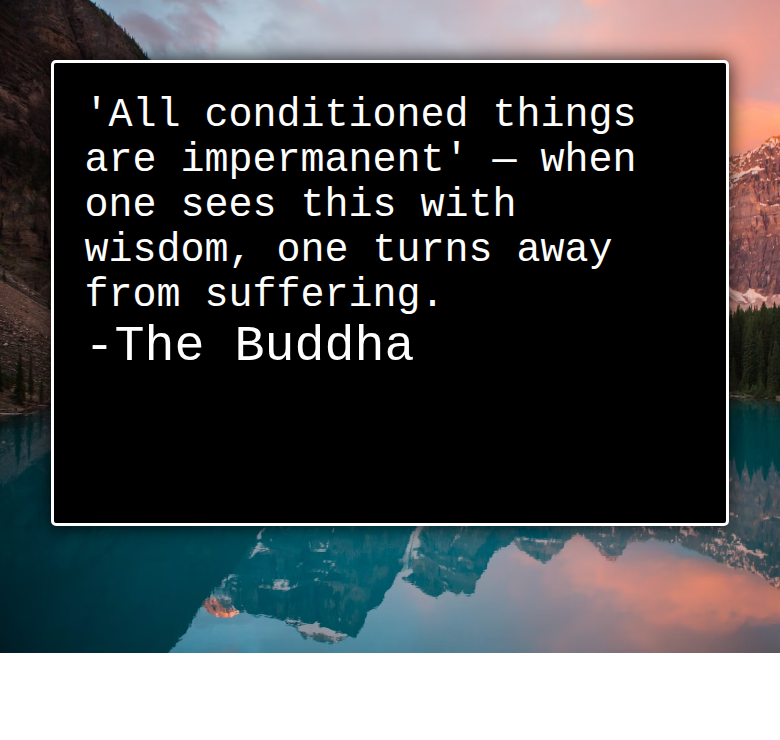 'All conditioned things
are impermanent' — when
one sees this with
wisdom, one turns away
from suffering.
-The Buddha